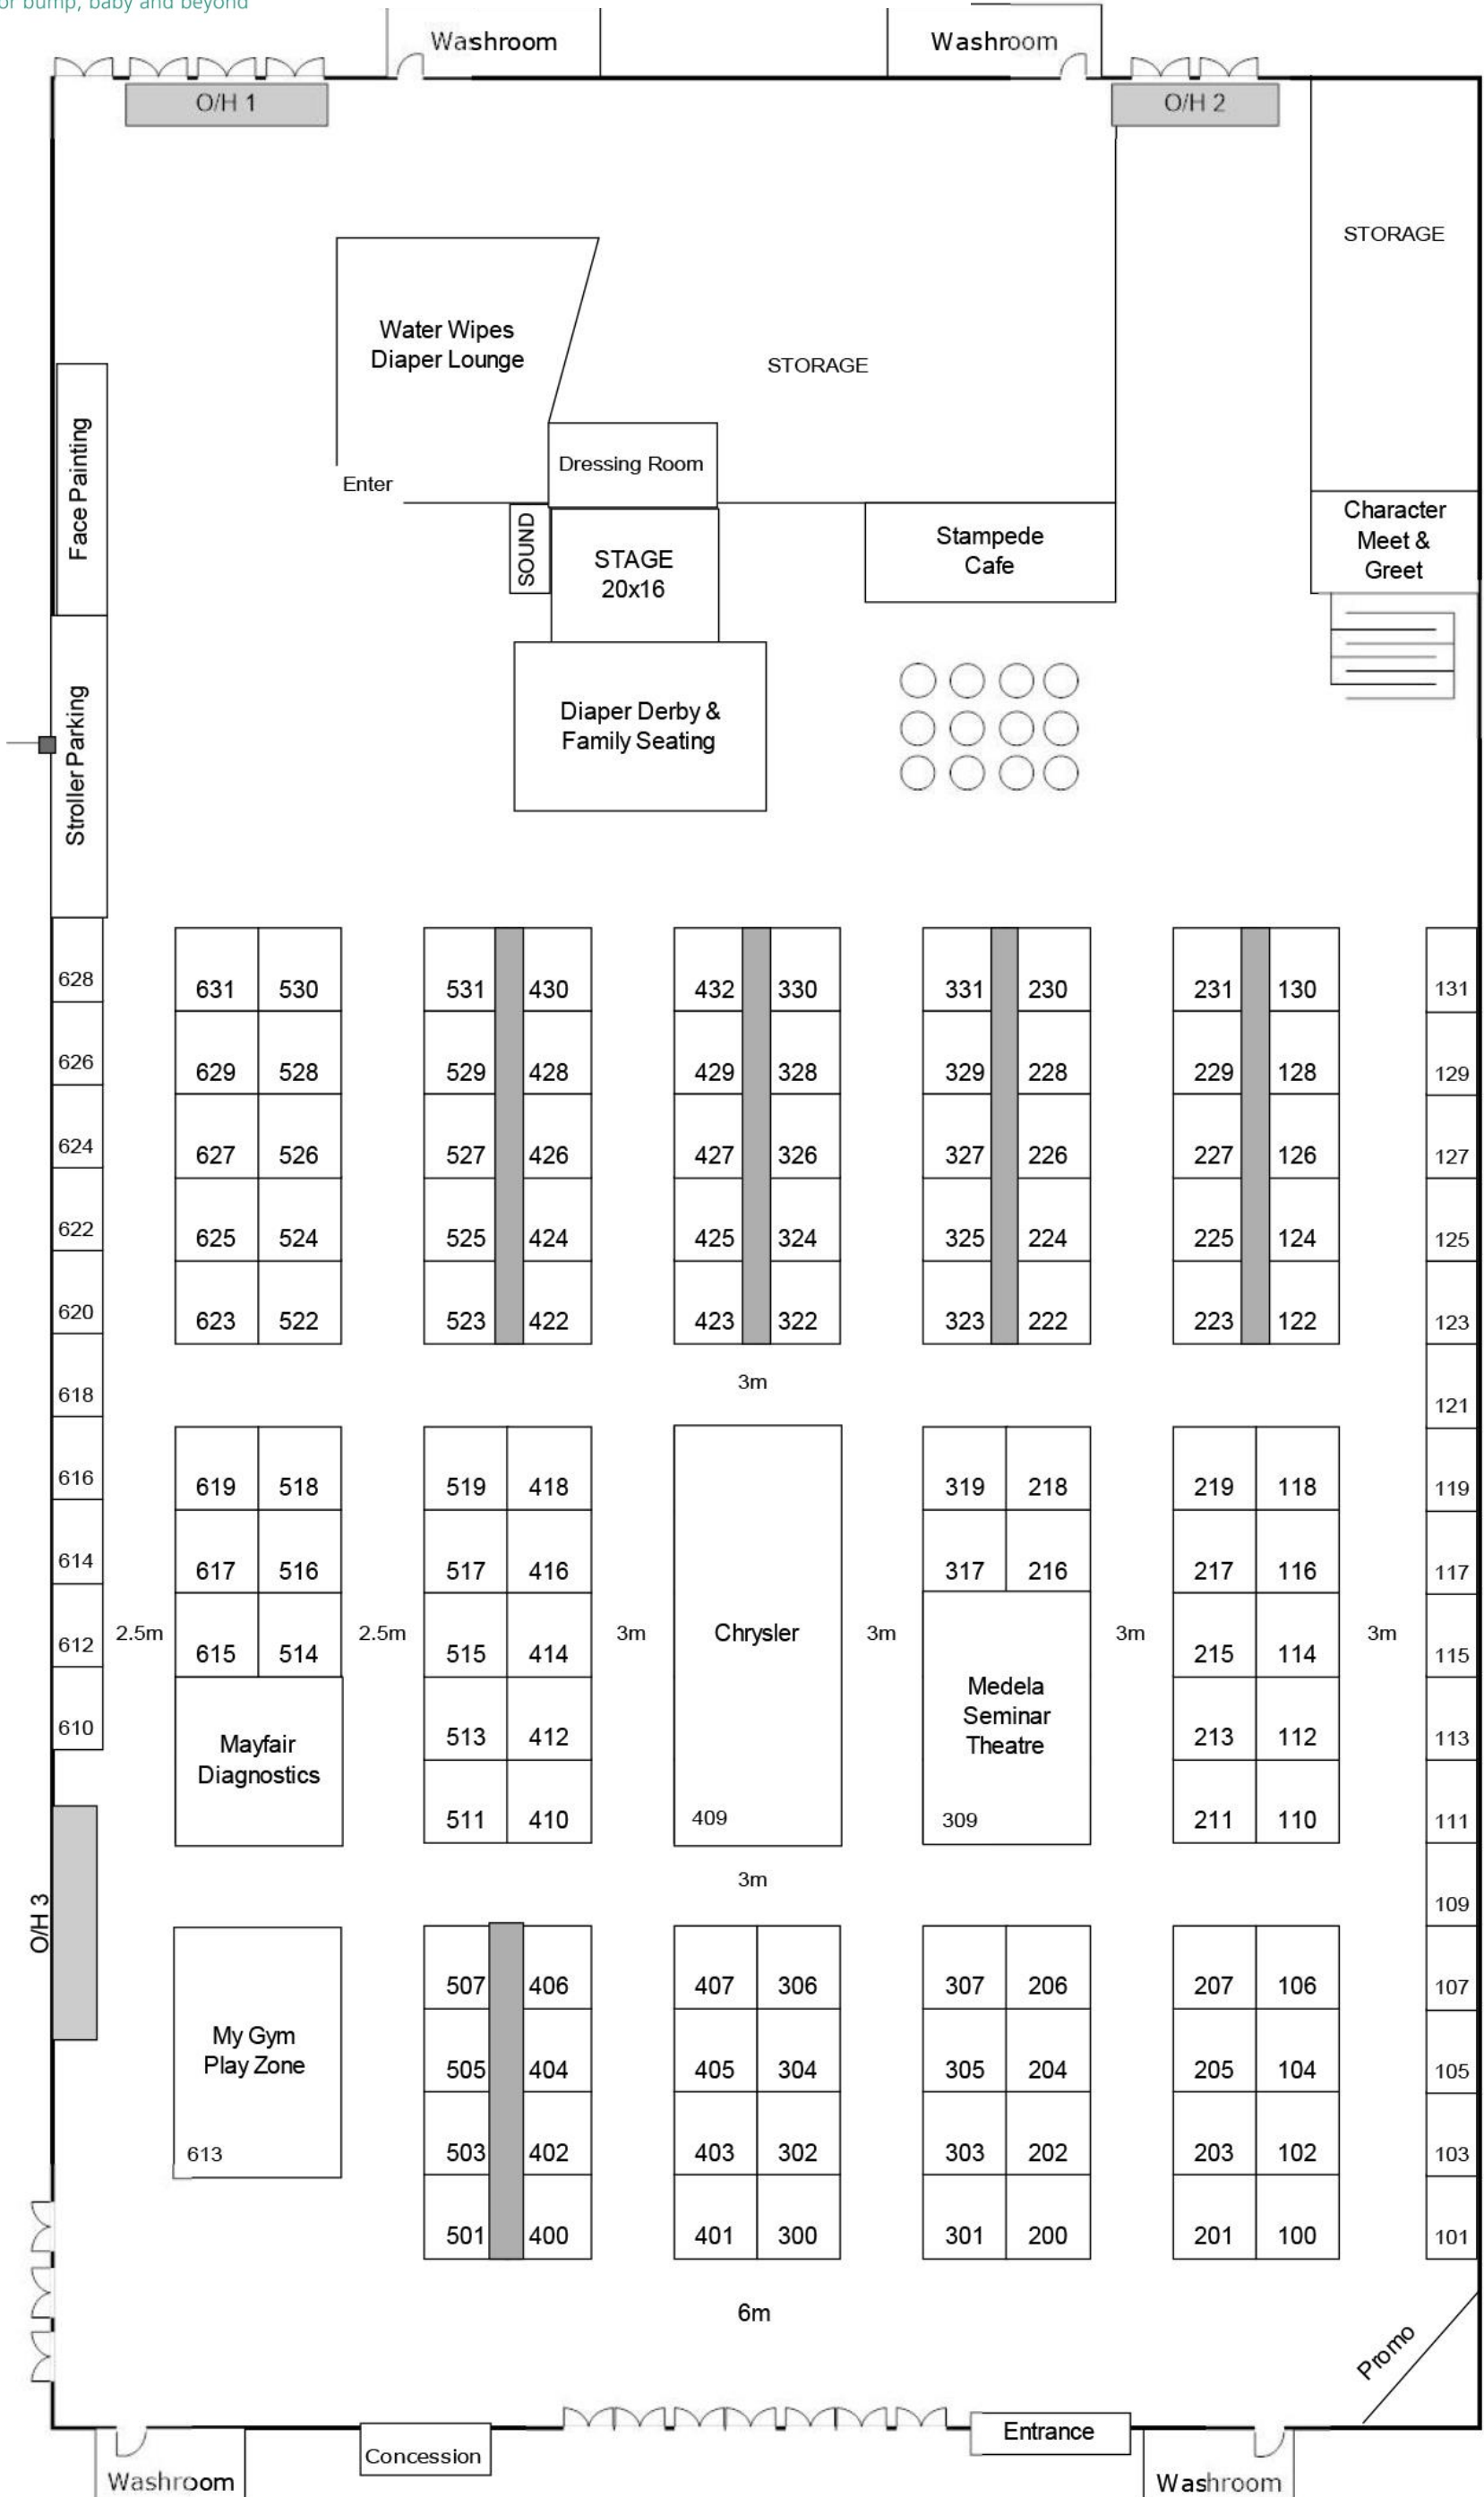 or bump, baby and beyond
Washroom
Washroom
O/H 1
O/H 2
STORAGE
Water Wipes
Diaper Lounge
STORAGE
Face Painting
Dressing Room
Enter
SOUND
STAGE
20x16
Stampede
Cafe
Character
Meet &
Greet
Stroller Parking
Diaper Derby &
Family Seating
628
631 530 531 430 432 330 331 230 231 130 131
626
629 528 529 428 429 328 329 228 229 128 129
624
627 526 527 426 427 326 327 226 227 126 127
622
625 524 525 424 425 324 325 224 225 124 125
620
623 522 523 422 423 322 323 222 223 122 123
3m
618
121
616
619 518 519 418 319 218 219 118 119
614
617 516 517 416 317 216 217 116 117
2.5m 2.5m 3m Chrysler 3m 3m 3m
612
615 514 515 414 215 114 115
Medela
Seminar
Theatre
610
513 412 213 112 113
Mayfair
Diagnostics
511 410 409 309 211 110 111
3m
O/H 3
109
507 406 407 306 307 206 207 106 107
My Gym
Play Zone
505 404 405 304 305 204 205 104 105
613
503 402 403 302 303 202 203 102 103
501 400 401 300 301 200 201 100 101
6m
Promo
Entrance
Concession
Washroom
Washroom